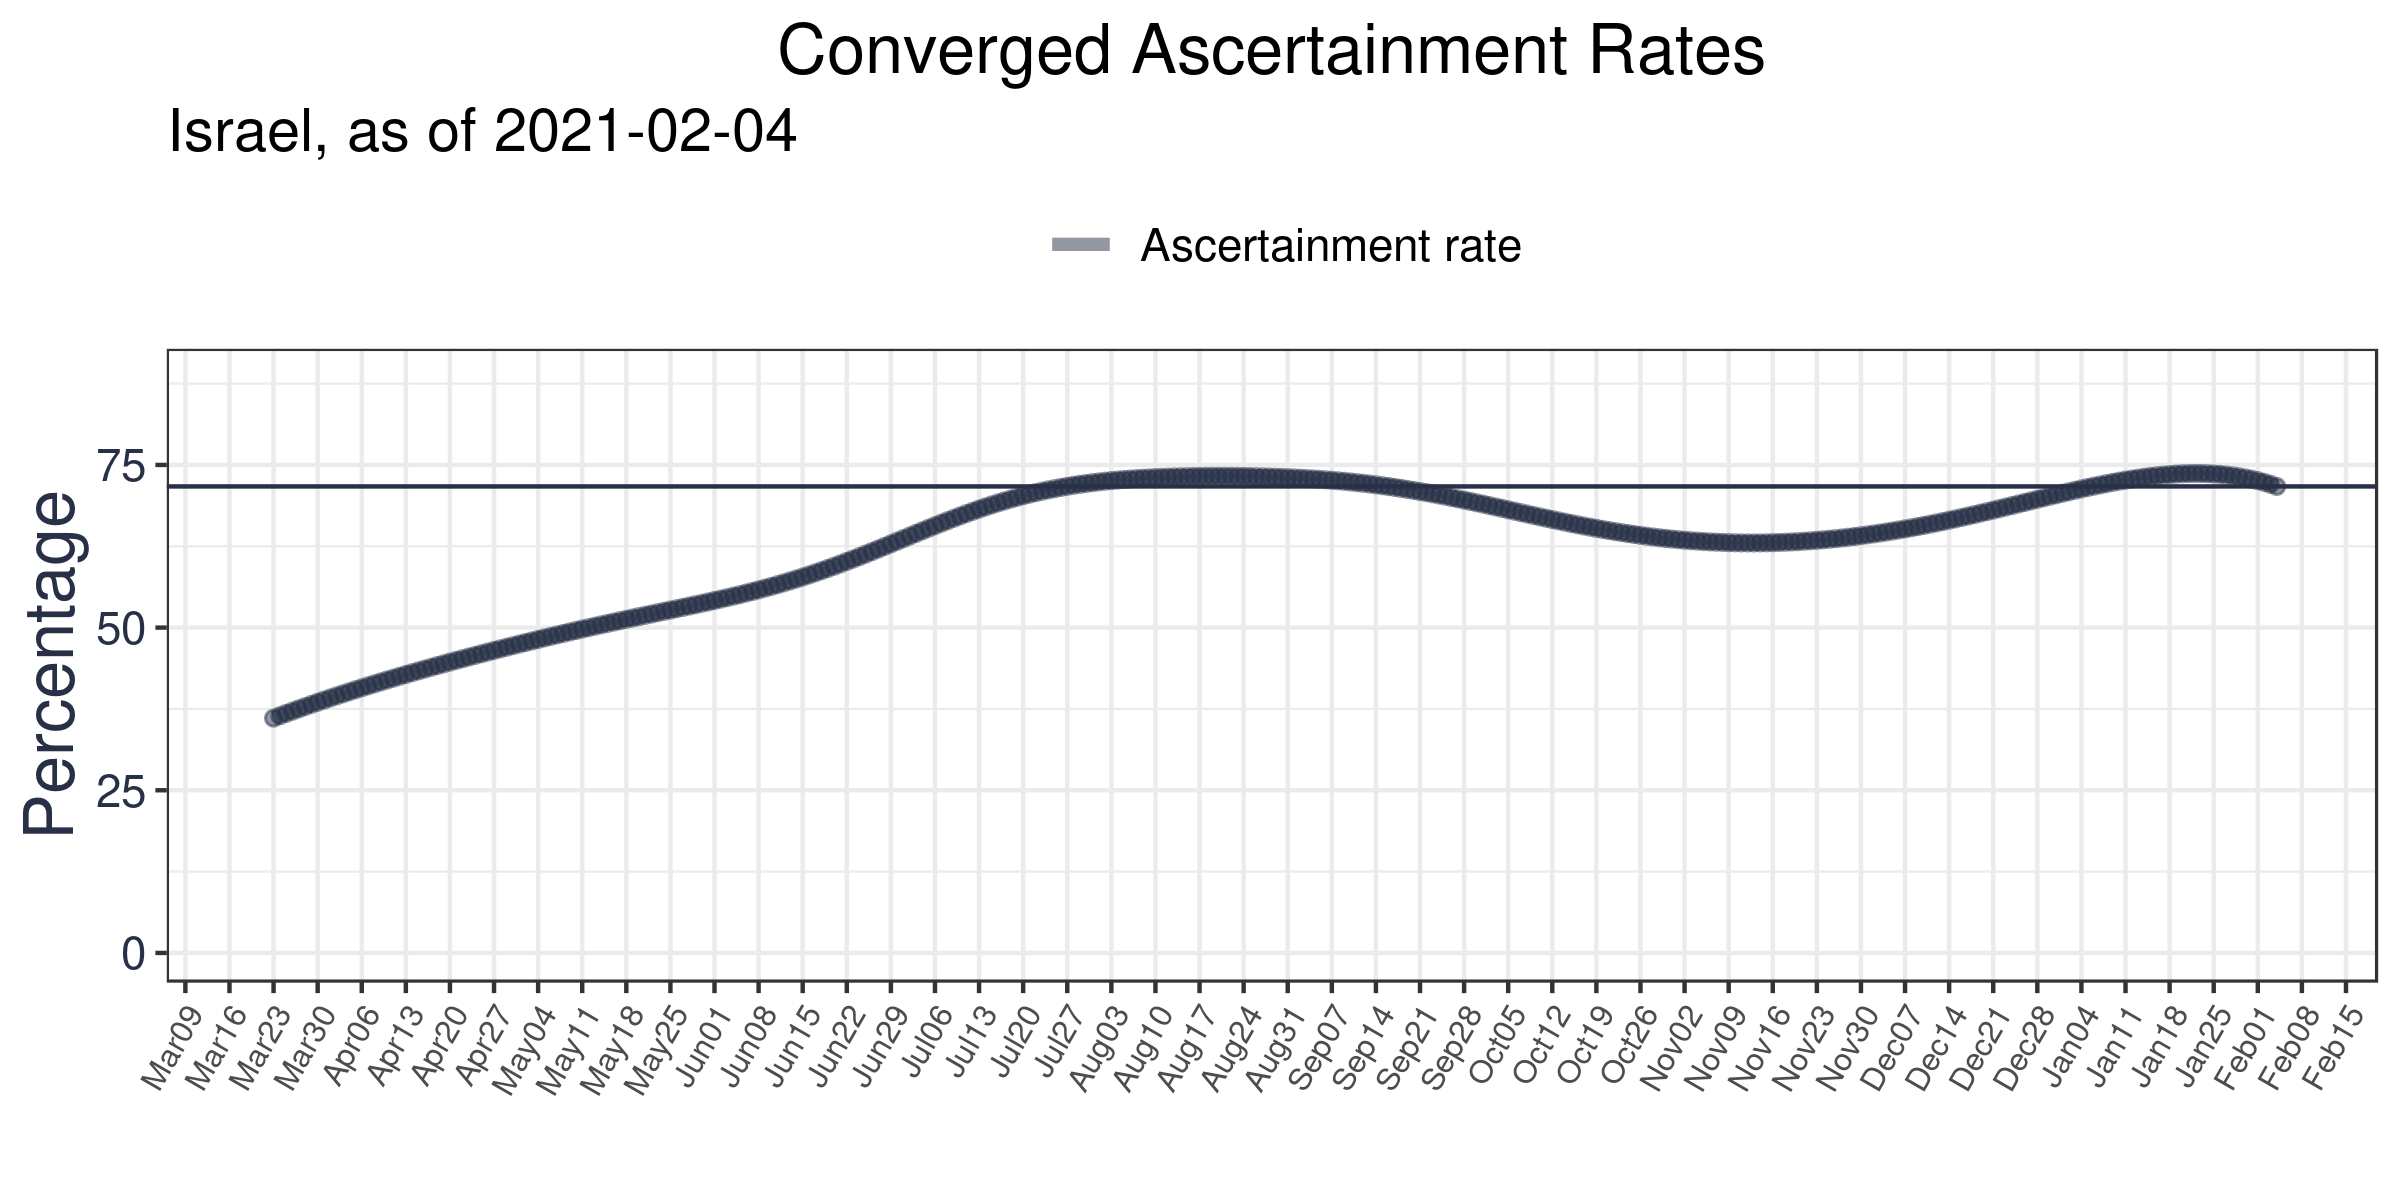 Converged Ascertainment Rates
Israel, as of 2021-02-04
Ascertainment rate
Percentage
75
50
25
0
Mar09 Mar16 Mar23 Mar30 Apr06 Apr13 Apr20 Apr27 May04 May11 May18 May25 Jun01 Jun08 Jun15 Jun22 Jun29 Jul06 Jul13 Jul20 Jul27 Aug03 Aug10 Aug17 Aug24 Aug31 Sep07 Sep14 Sep21 Sep28 Oct05 Oct12 Oct19 Oct26 Nov02 Nov09 Nov16 Nov23 Nov30 Dec07 Dec14 Dec21 Dec28 Jan04 Jan11 Jan18 Jan25 Feb01 Feb08 Feb15